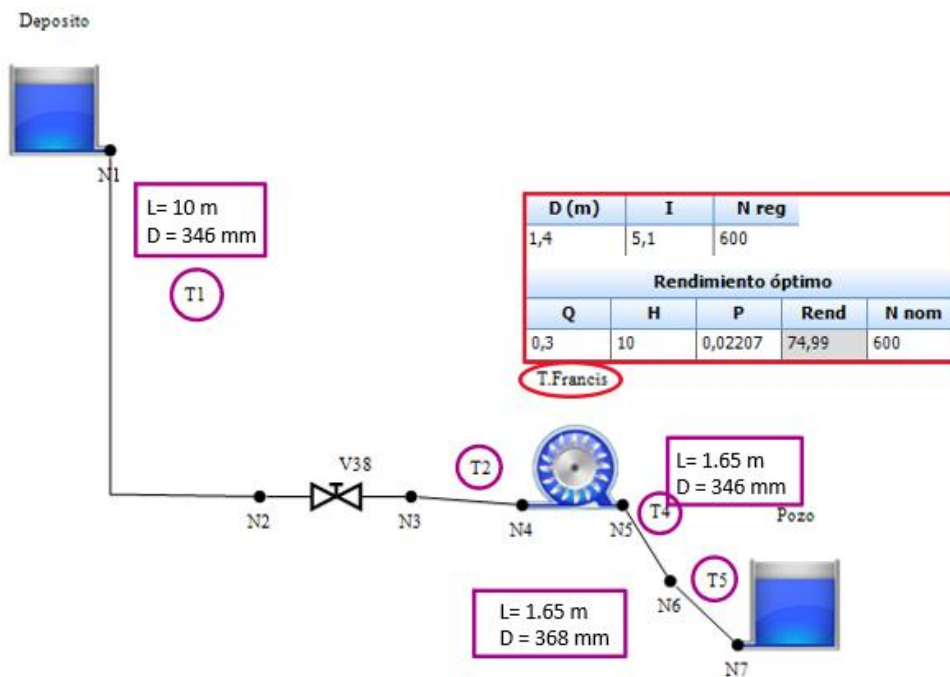 Deposito
N1
L= 10 m
D = 346 mm
T1
D (m) I N reg
1,4 5,1 600
Rendimiento óptimo
Q H P Rend N nom
0,3 10 0,02207 74,99 600
T.Francis
V38
T2
L= 1.65 m
D = 346 mm
N2
N3
N4
N5
T4
Pozo
N6
T5
L= 1.65 m
D = 368 mm
N7